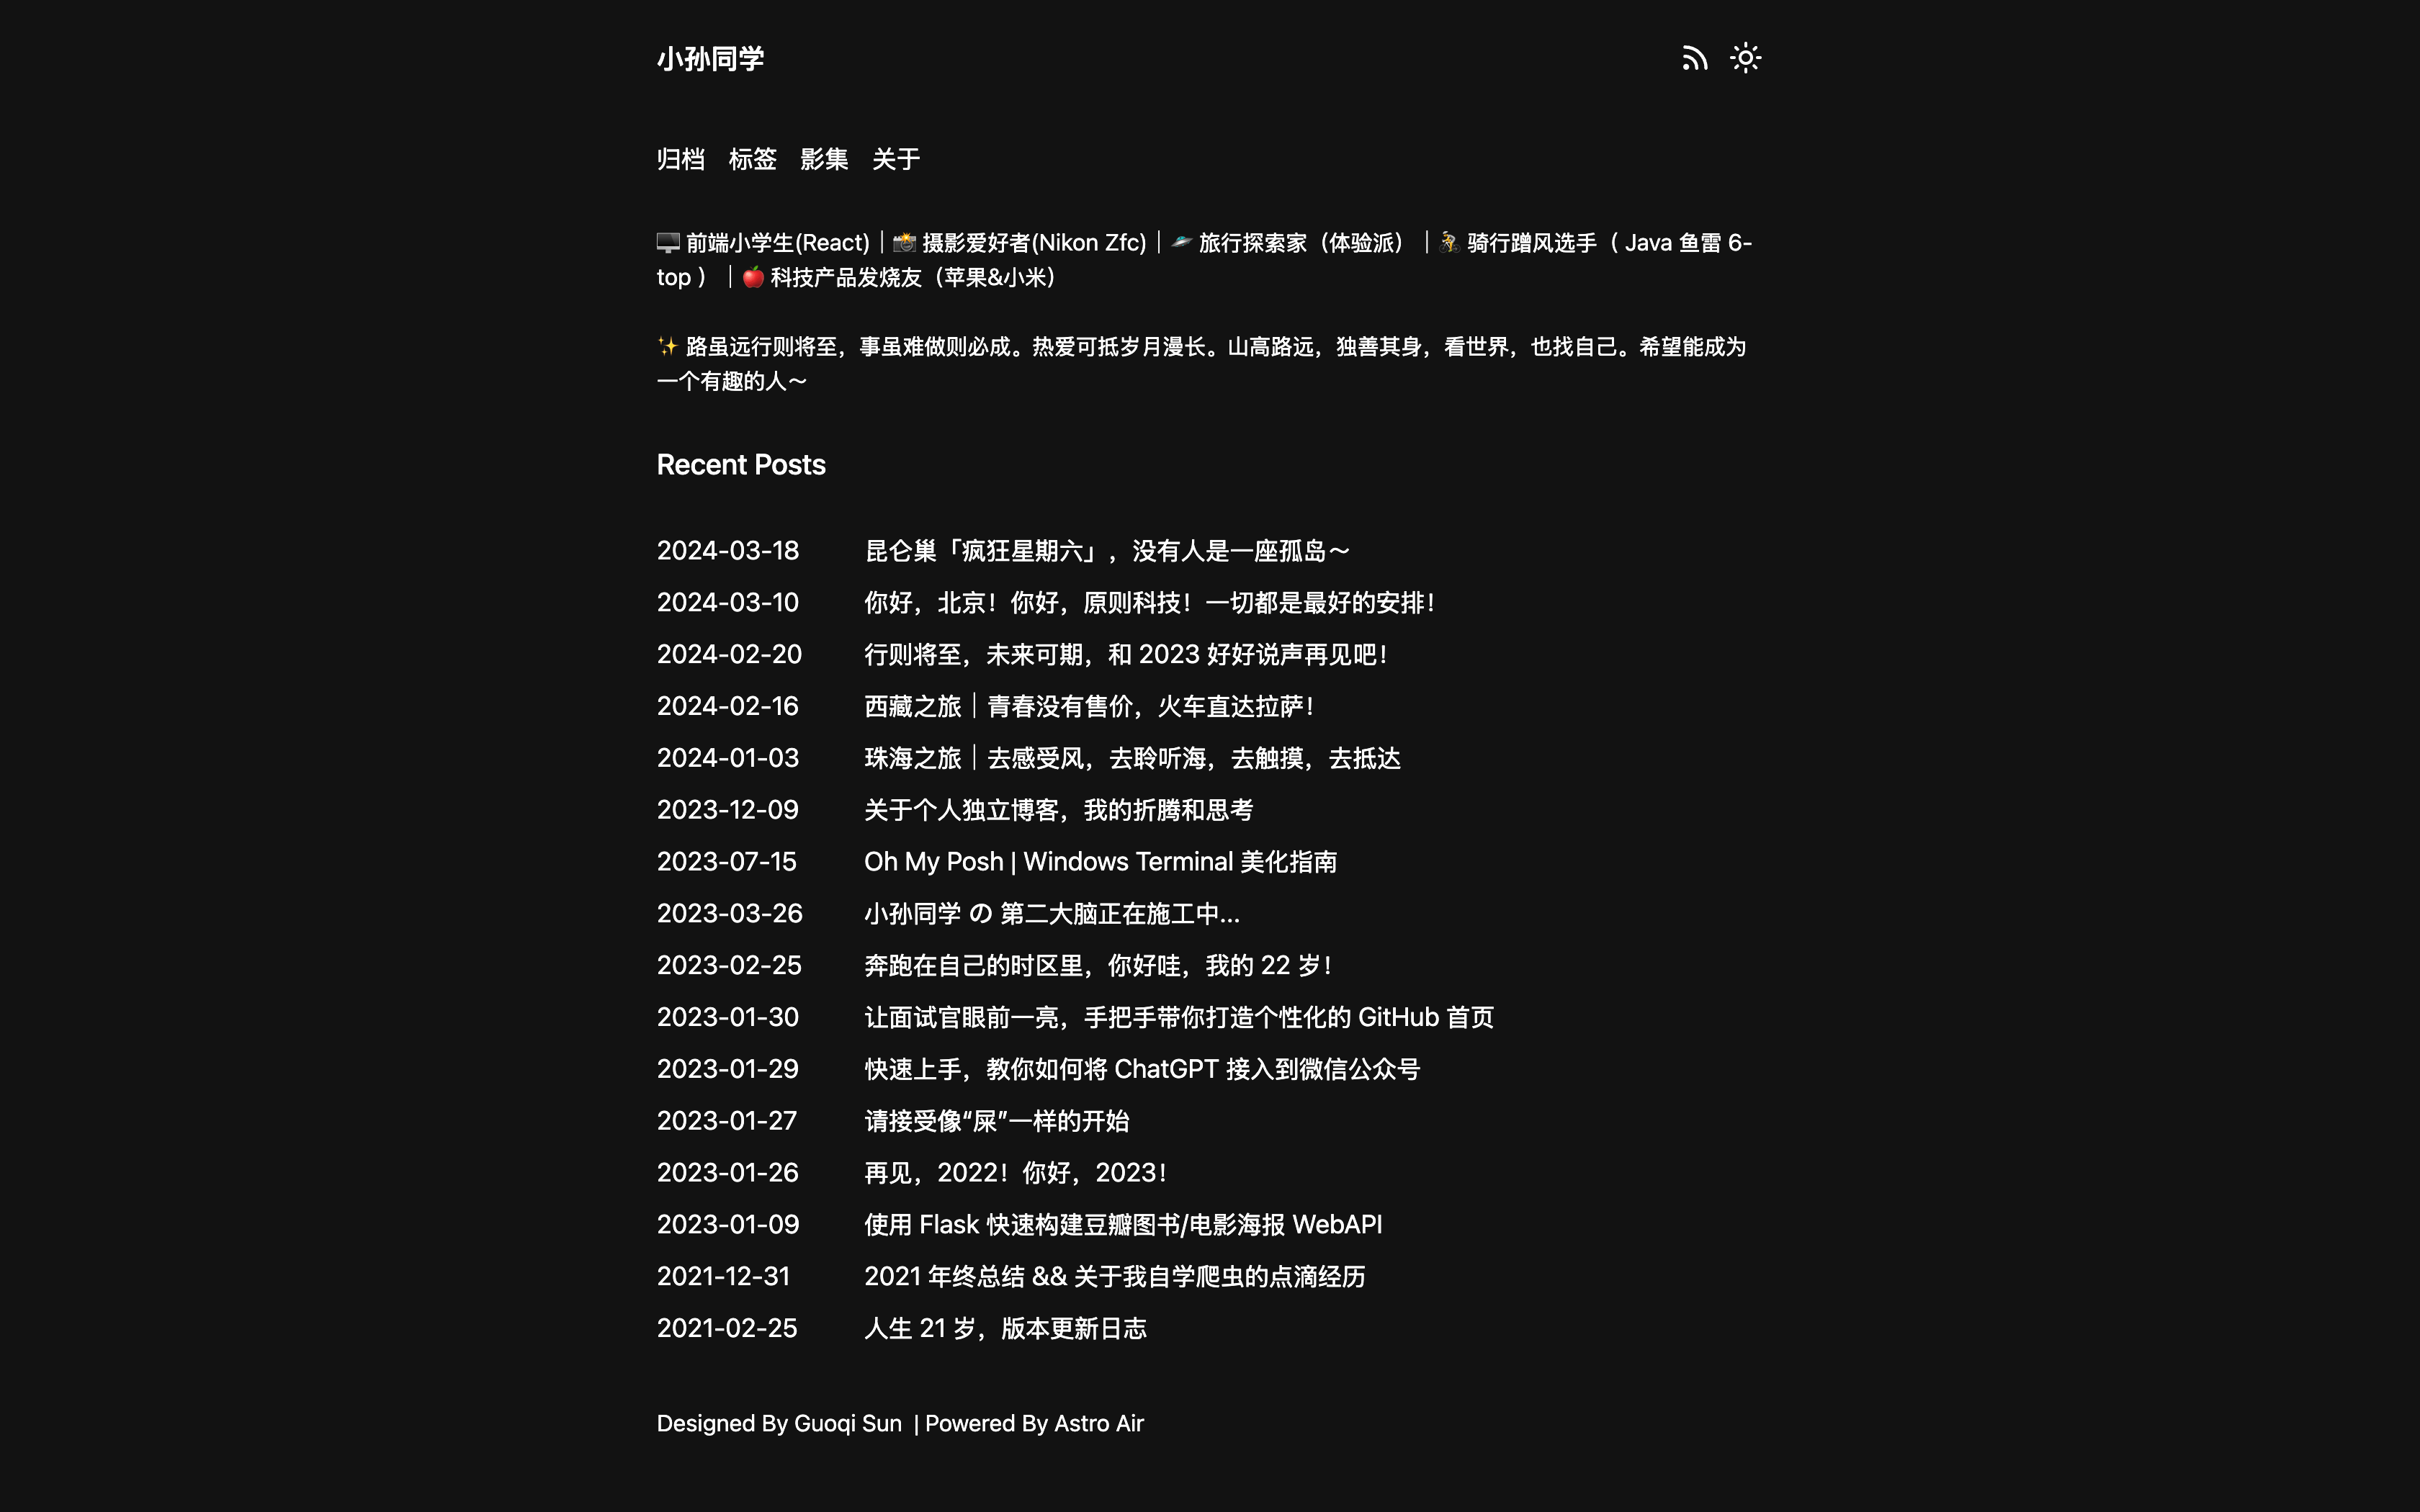 小孙同学
归档 标签 影集 关于
🖥️ 前端小学生(React)｜📸 摄影爱好者(Nikon Zfc)｜🛸 旅行探索家（体验派）｜🚴 骑行蹭风选手（ Java 鱼雷 6-
top ）｜🍎 科技产品发烧友（苹果&小米）
✨ 路虽远行则将至，事虽难做则必成。热爱可抵岁月漫长。山高路远，独善其身，看世界，也找自己。希望能成为
一个有趣的人～
Recent Posts
2024-03-18 昆仑巢「疯狂星期六」，没有人是一座孤岛～
2024-03-10 你好，北京！你好，原则科技！一切都是最好的安排！
2024-02-20 行则将至，未来可期，和 2023 好好说声再见吧！
2024-02-16 西藏之旅｜青春没有售价，火车直达拉萨！
2024-01-03 珠海之旅｜去感受风，去聆听海，去触摸，去抵达
2023-12-09 关于个人独立博客，我的折腾和思考
2023-07-15 Oh My Posh | Windows Terminal 美化指南
2023-03-26 小孙同学 の 第二大脑正在施工中...
2023-02-25 奔跑在自己的时区里，你好哇，我的 22 岁！
2023-01-30 让面试官眼前一亮，手把手带你打造个性化的 GitHub 首页
2023-01-29 快速上手，教你如何将 ChatGPT 接入到微信公众号
2023-01-27 请接受像“屎”一样的开始
2023-01-26 再见，2022！你好，2023！
2023-01-09 使用 Flask 快速构建豆瓣图书/电影海报 WebAPI
2021-12-31 2021 年终总结 && 关于我自学爬虫的点滴经历
2021-02-25 人生 21 岁，版本更新日志
Designed By Guoqi Sun | Powered By Astro Air